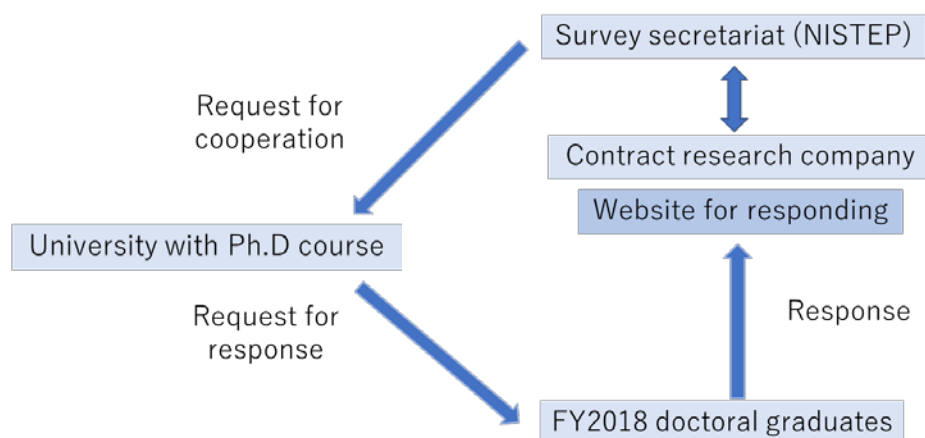 Survey secretariat (NISTEP)
Request for
cooperation
Contract research company
Website for responding
University with Ph.D course
Request for
response
Response
FY2018 doctoral graduates